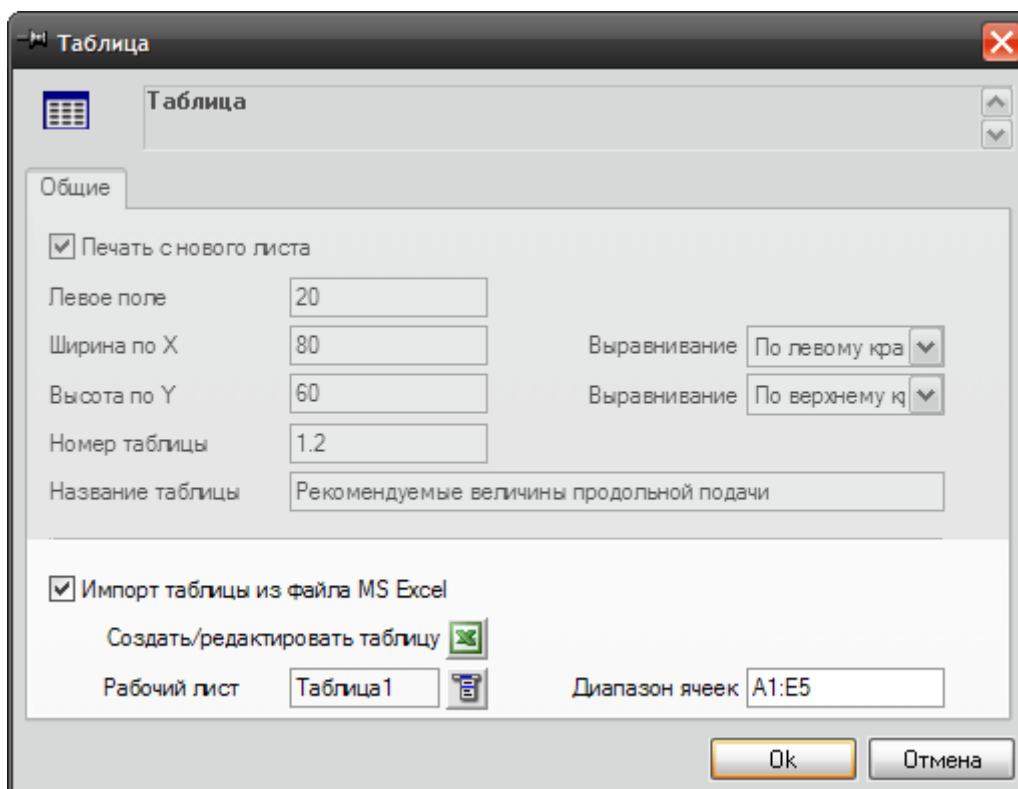 Таблица
Таблица
Общие
Печать с нового листа
Левое поле 20
Ширина по X 80 Выравнивание По левому кра
Высота по Y 60 Выравнивание По верхнему к
Номер таблицы 1.2
Название таблицы Рекомендуемые величины продольной подачи
Импорт таблицы из файла MS Excel
Создать/редактировать таблицу
Рабочий лист Таблица1 Диапазон ячеек A1:E5
Ok Отмена